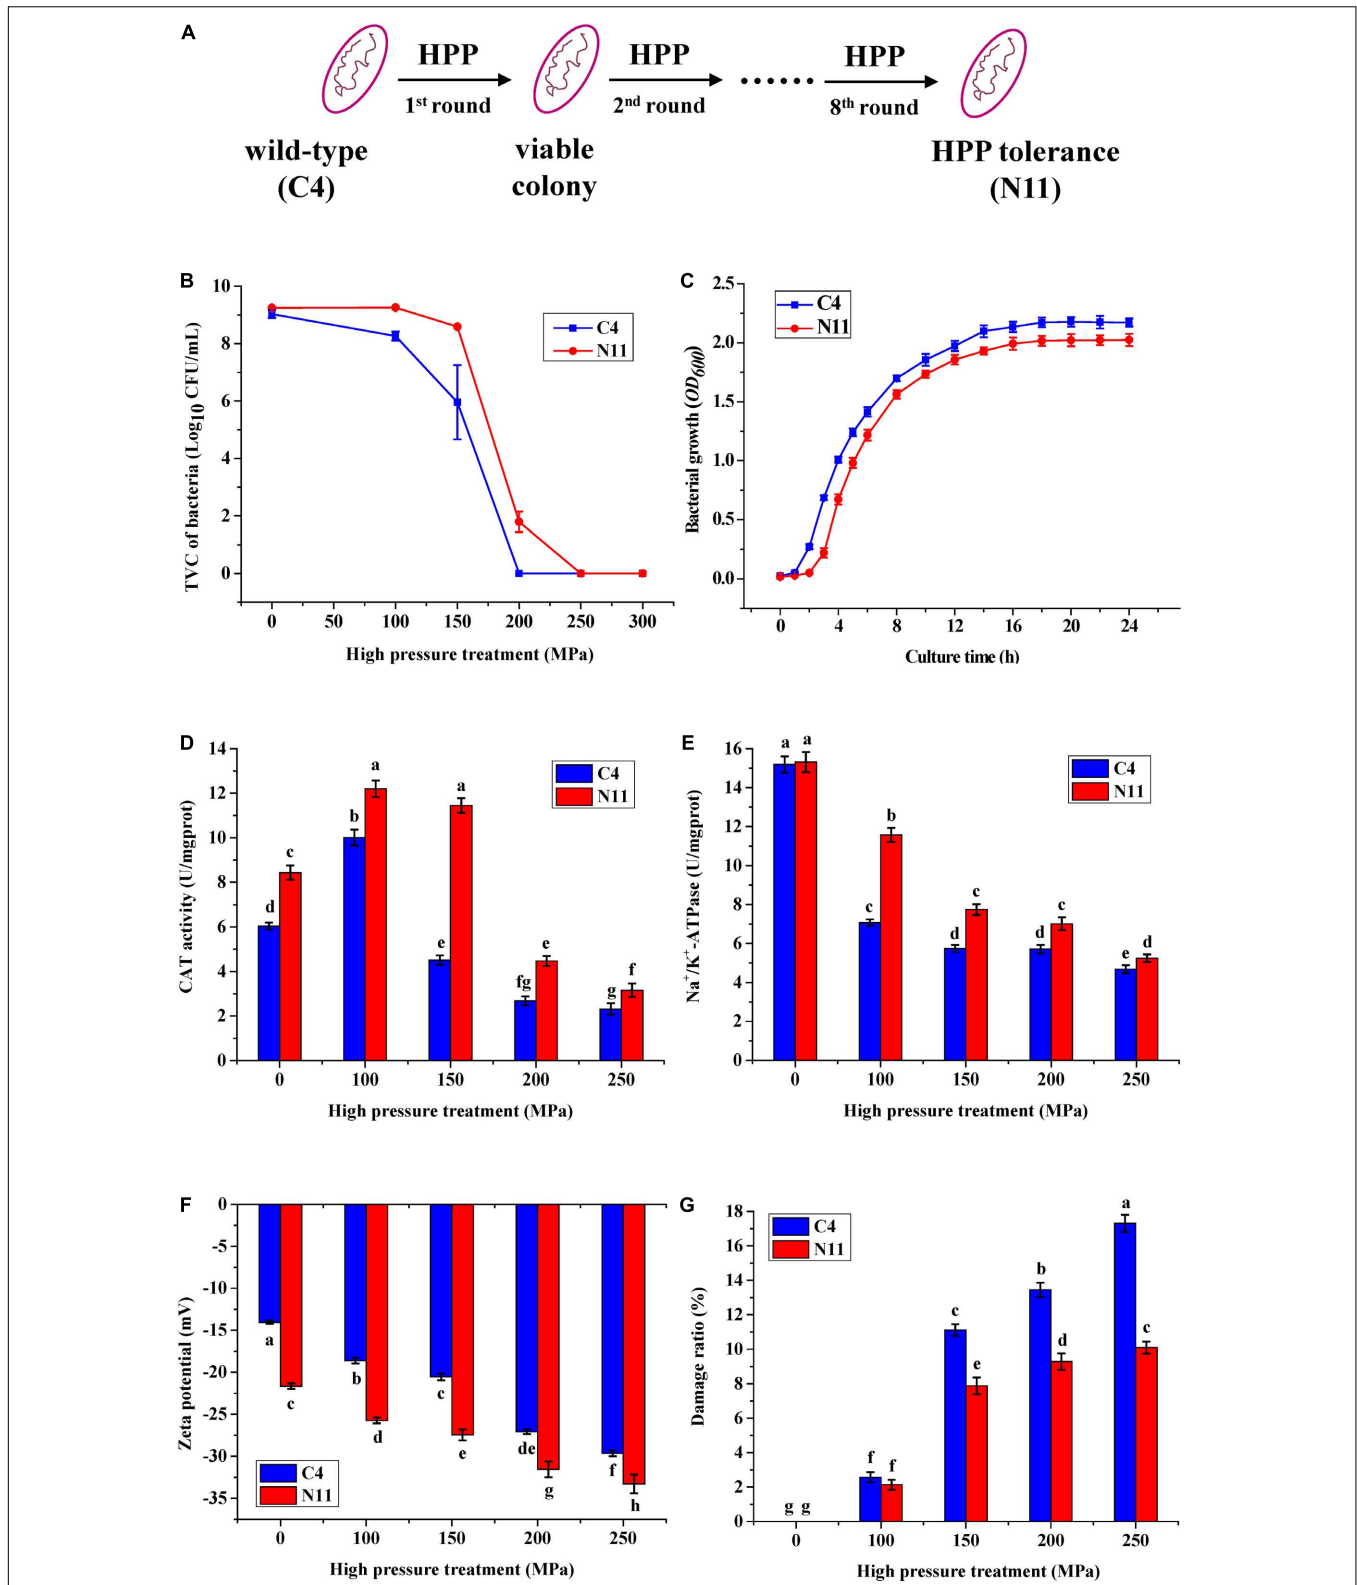 A
HPP HPP HPP
1st round 2nd round ...... 8th round
wild-type viable HPP tolerance
(C4) colony (N11)
B
10
8
6
4
2
0
TVC of bacteria (Log10 CFU/mL)
C4
N11
0 50 100 150 200 250 300
High pressure treatment (MPa)
C
2.5
2.0
1.5
1.0
0.5
0.0
Bacterial growth (OD600)
C4
N11
0 4 8 12 16 20 24
Culture time (h)
D
14
12
10
8
6
4
2
0
CAT activity (U/mgprot)
C4
N11
d c b a e a fg e g f
0 100 150 200 250
High pressure treatment (MPa)
E
16
14
12
10
8
6
4
2
0
Na+/K+-ATPase (U/mgprot)
C4
N11
a a c b d c d c e d
0 100 150 200 250
High pressure treatment (MPa)
F
0
-5
-10
-15
-20
-25
-30
-35
Zeta potential (mV)
a c b d c e de g f h
C4
N11
0 100 150 200 250
High pressure treatment (MPa)
G
18
16
14
12
10
8
6
4
2
0
Damage ratio (%)
C4
N11
g g f f c e b d a c
0 100 150 200 250
High pressure treatment (MPa)